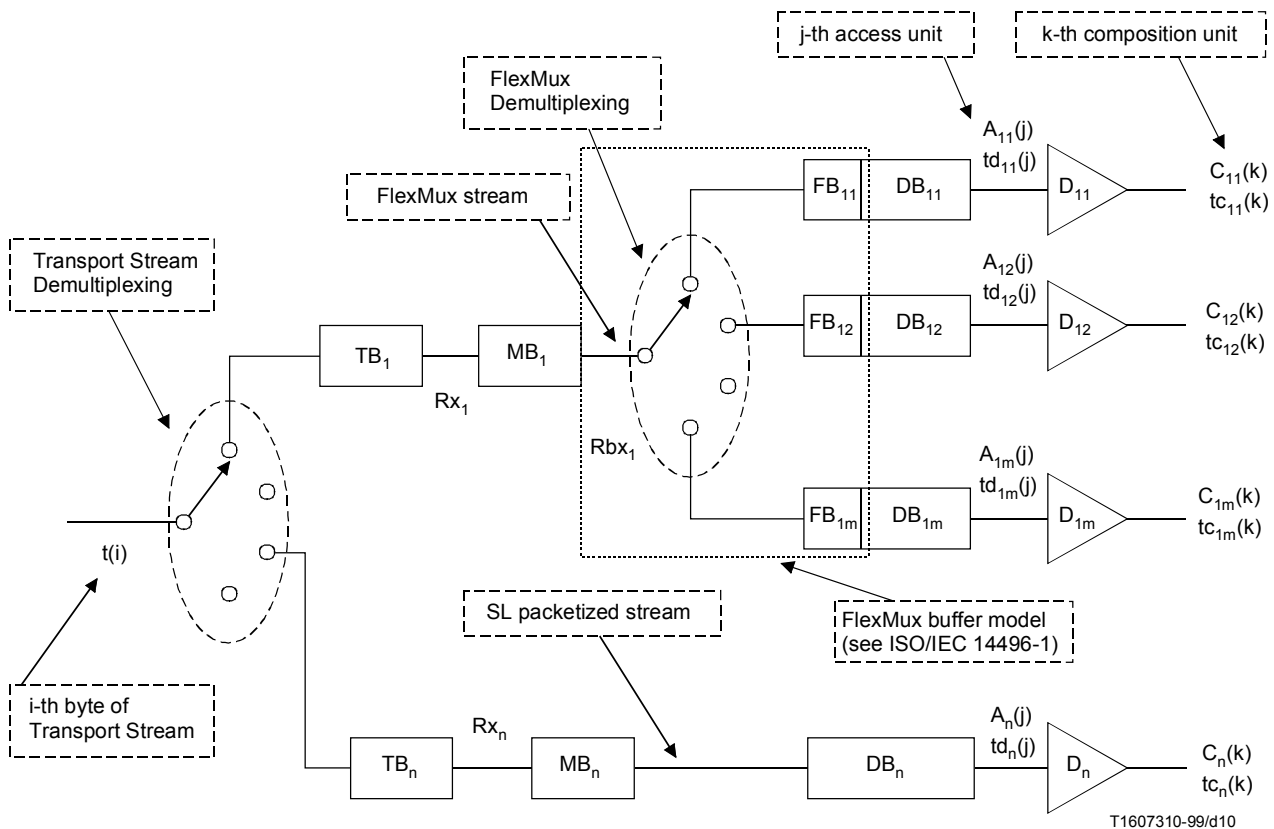 j-th access unit
k-th composition unit
FlexMux
Demultiplexing
A11(j)
td11(j)
C11(k)
tc11(k)
FlexMux stream
FB11
DB11
D11
Transport Stream
Demultiplexing
A12(j)
td12(j)
C12(k)
tc12(k)
FB12
DB12
D12
TB1
MB1
Rx1
Rbx1
A1m(j)
td1m(j)
C1m(k)
tc1m(k)
FB1m
DB1m
D1m
t(i)
SL packetized stream
FlexMux buffer model
(see ISO/IEC 14496-1)
i-th byte of
Transport Stream
Rxn
An(j)
tdn(j)
TBn
MBn
DBn
Dn
Cn(k)
tcn(k)
T1607310-99/d10